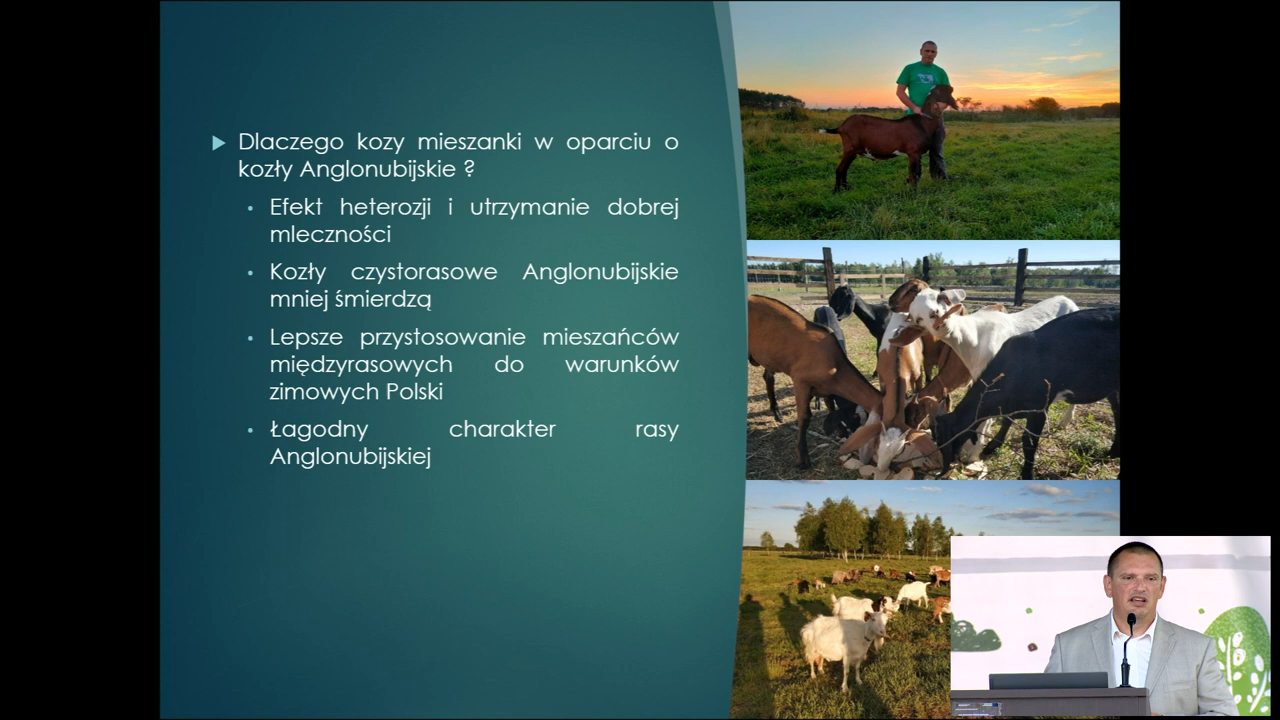 Dlaczego kozy mieszanki w oparciu o
kozły Anglonubijskie ?
Efekt heterozji i utrzymanie dobrej
mleczności
Kozły czystorasowe Anglonubijskie
mniej śmierdzą
Lepsze przystosowanie mieszańców
międzyrasowych do warunków
zimowych Polski
Łagodny charakter rasy
Anglonubijskiej